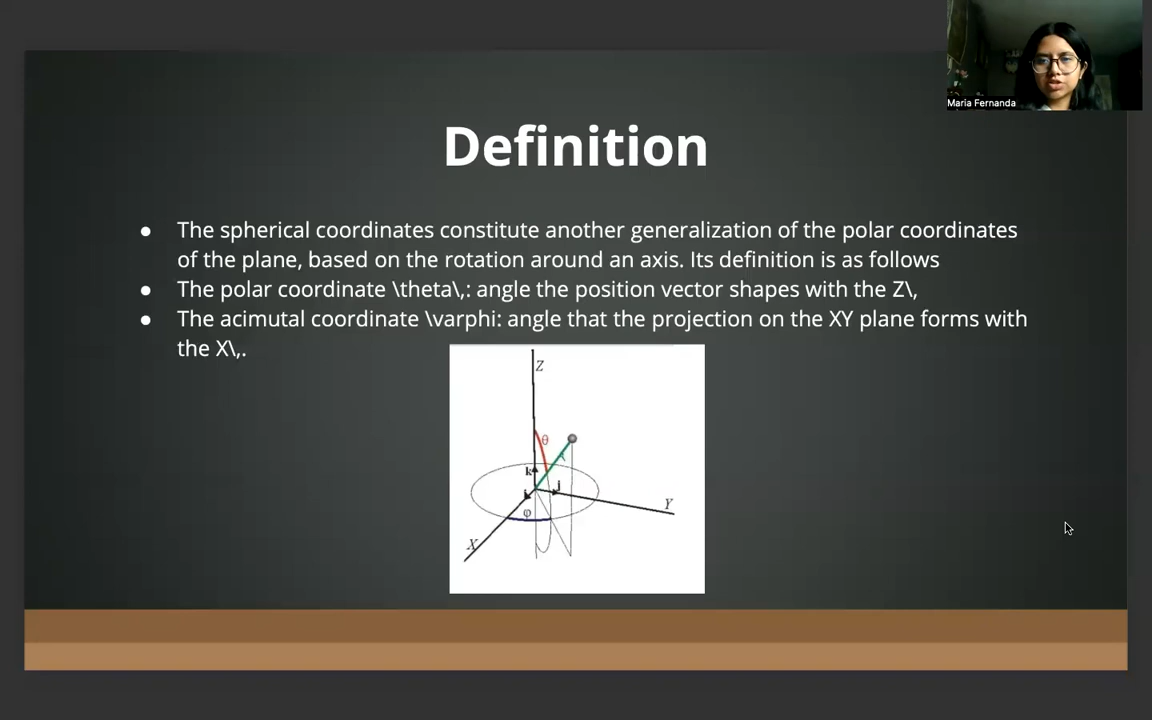 Maria Fernanda
Definition
● The spherical coordinates constitute another generalization of the polar coordinates
of the plane, based on the rotation around an axis. Its definition is as follows
● The polar coordinate \theta\,: angle the position vector shapes with the Z\,
● The acimutal coordinate \varphi: angle that the projection on the XY plane forms with
the X\,.
Z
θ
k
j
Y
φ
X